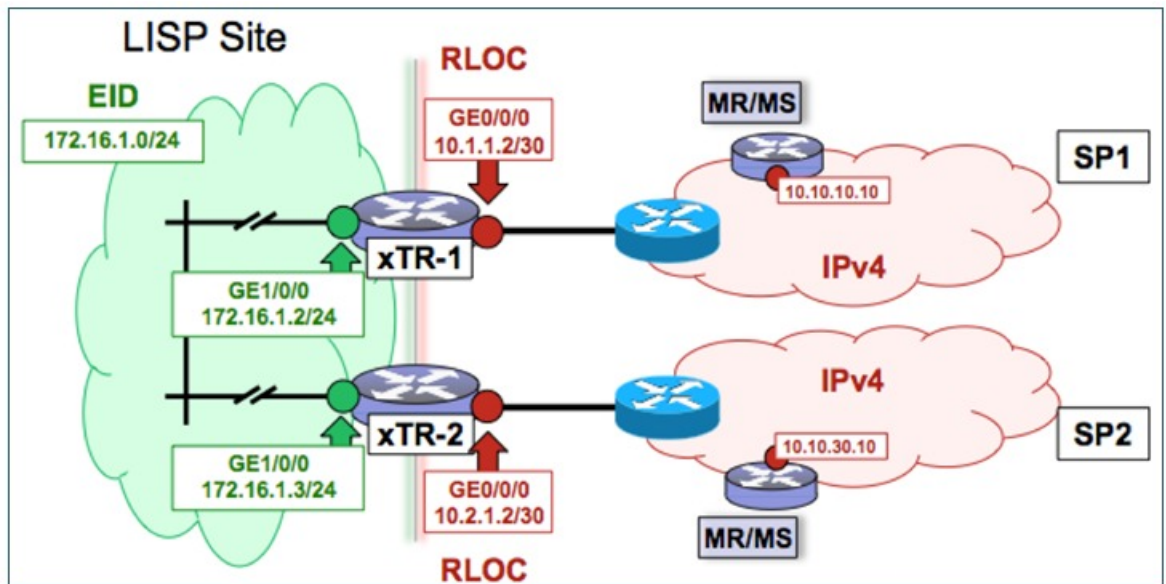 LISP Site
EID
172.16.1.0/24
RLOC
GE0/0/0
10.1.1.2/30
MR/MS
SP1
10.10.10.10
xTR-1
IPv4
GE1/0/0
172.16.1.2/24
IPv4
xTR-2
SP2
10.10.30.10
GE1/0/0
172.16.1.3/24
GE0/0/0
10.2.1.2/30
MR/MS
RLOC